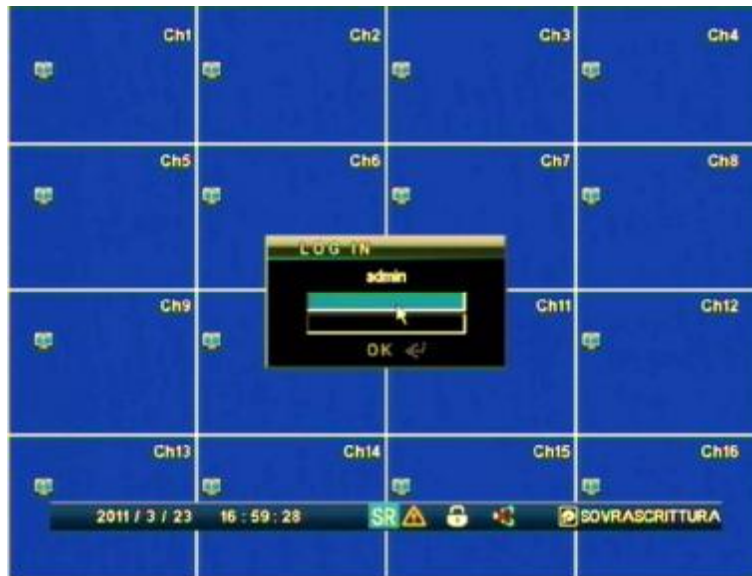 Ch1 Ch2 Ch3 Ch4
Ch5 Ch6 Ch7 Ch8
LOG IN
admin
Ch9 Ch11 Ch12
OK
Ch13 Ch14 Ch15 Ch16
2011 / 3 / 23 16 : 59 : 28 SR SOVRASCRITTURA